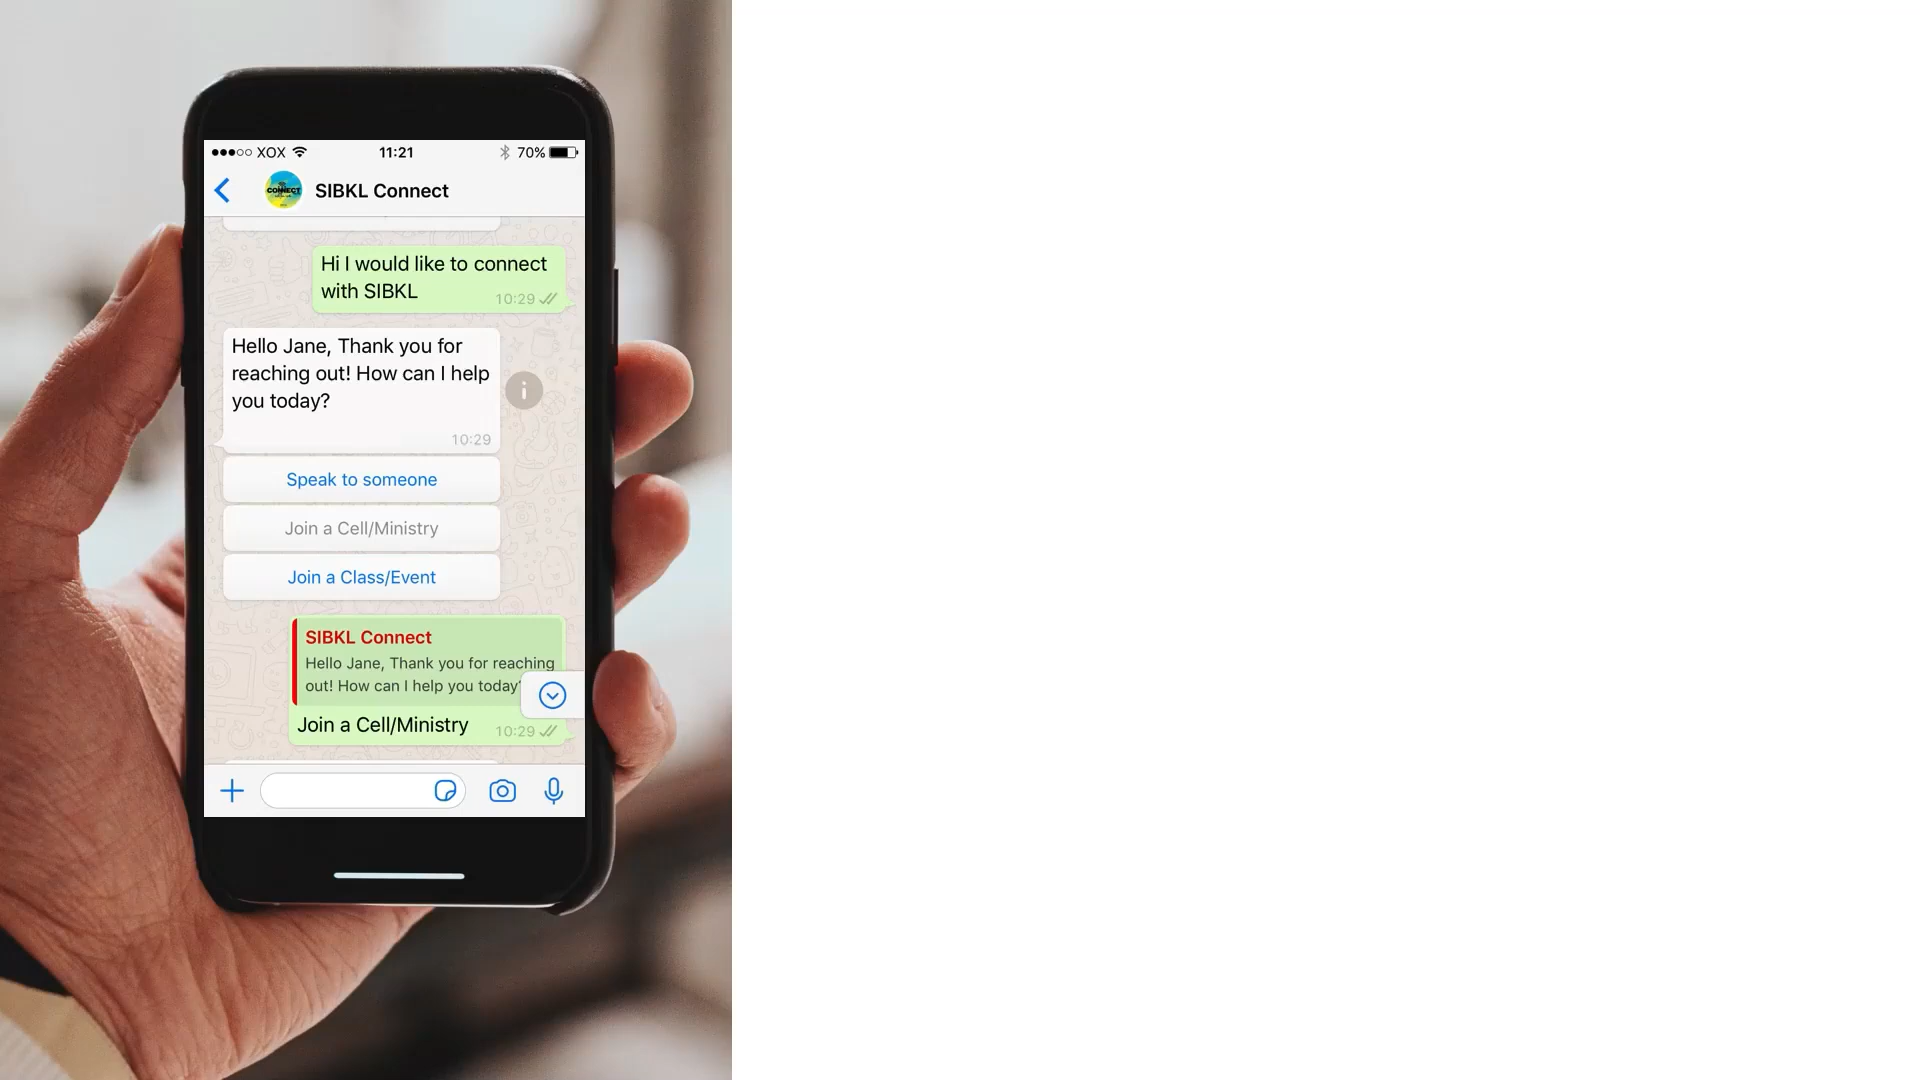 XOX
11:21
70%
CONNECT
SIBKL Connect
Hi I would like to connect
with SIBKL
10:29
Hello Jane, Thank you for
reaching out! How can I help
you today?
10:29
Speak to someone
Join a Cell/Ministry
Join a Class/Event
SIBKL Connect
Hello Jane, Thank you for reaching
out! How can I help you today
Join a Cell/Ministry
10:29